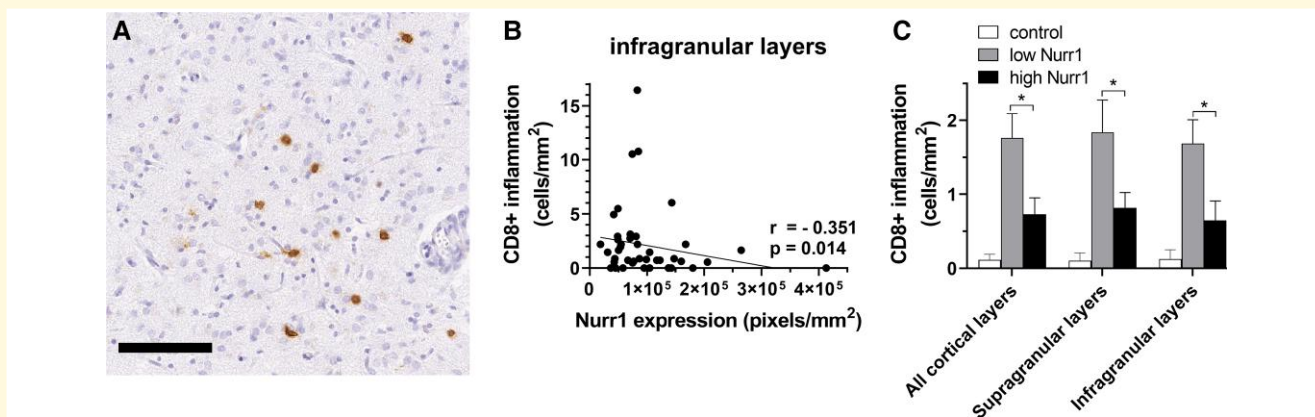 A
B
infragranular layers
CD8+ inflammation
(cells/mm²)
15
10
5
0
r = - 0.351
p = 0.014
0
1×10⁵
2×10⁵
3×10⁵
4×10⁵
Nurr1 expression (pixels/mm²)
C
control
low Nurr1
high Nurr1
CD8+ inflammation
(cells/mm²)
2
1
0
*
*
*
All cortical layers
Supragranular layers
Infragranular layers